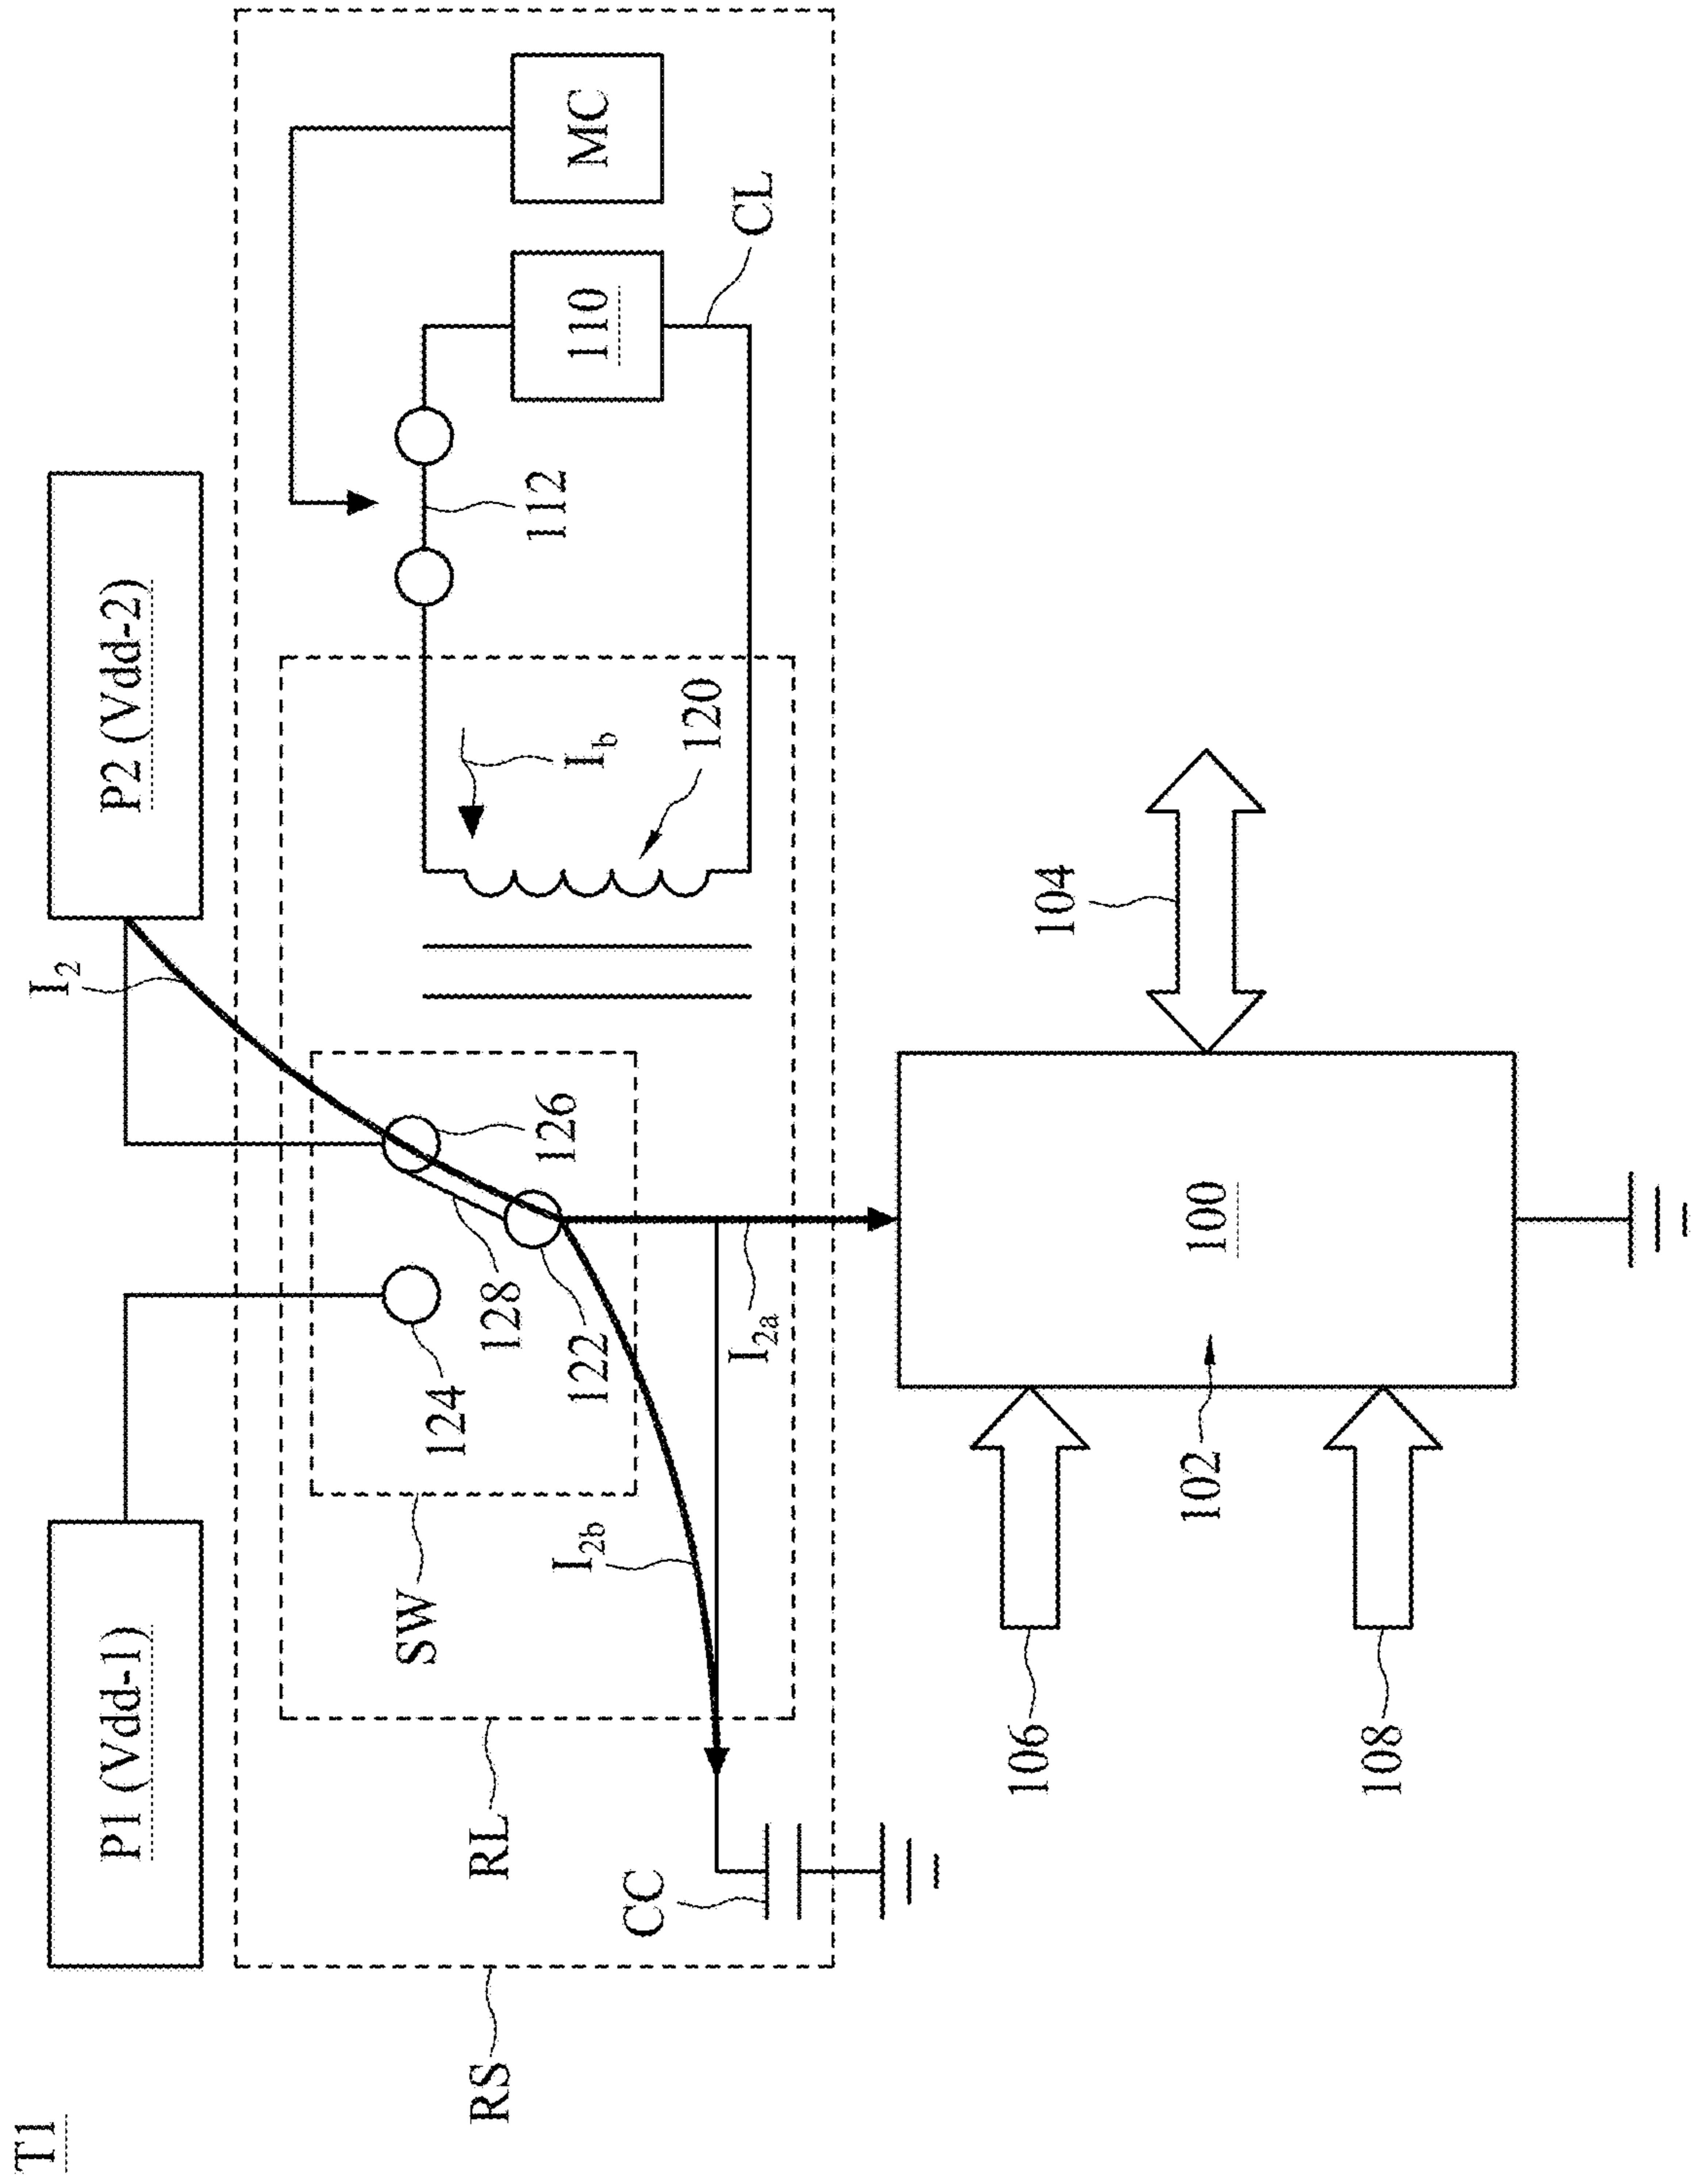 T1
P1 (Vdd-1)
P2 (Vdd-2)
I2
RS
RL
SW
CC
124
128
122
126
I2b
I2a
Ib
120
112
110
MC
CL
106
108
102
100
104